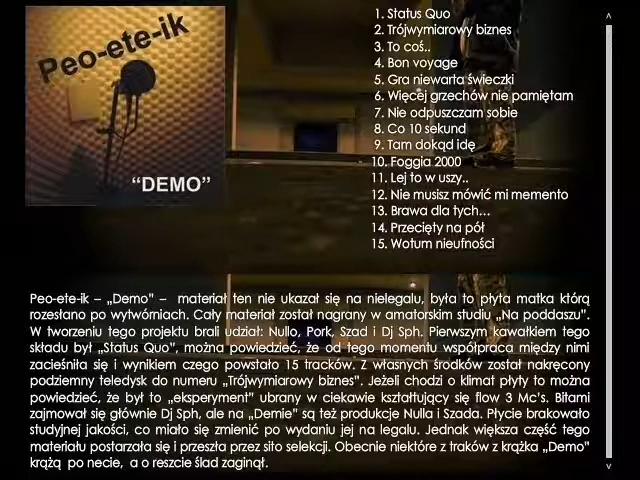 Peo-ete-ik
"DEMO"
1. Status Quo
2. Trójwymiarowy biznes
3. To coś..
4. Bon voyage
5. Gra niewarta świeczki
6. Więcej grzechów nie pamiętam
7. Nie odpuszczam sobie
8. Co 10 sekund
9. Tam dokąd idę
10. Foggia 2000
11. Lej to w uszy..
12. Nie musisz mówić mi memento
13. Brawa dla tych...
14. Przecięty na pół
15. Wotum nieufności
Peo-ete-ik – „Demo” – materiał ten nie ukazał się na nielegalu, była to płyta matka którą
rozesłano po wytwórniach. Cały materiał został nagrany w amatorskim studiu „Na poddaszu”.
W tworzeniu tego projektu brali udział: Nullo, Pork, Szad i Dj Sph. Pierwszym kawałkiem tego
składu był „Status Quo”, można powiedzieć, że od tego momentu współpraca między nimi
zacieśniła się i wynikiem czego powstało 15 tracków. Z własnych środków został nakręcony
podziemny teledysk do numeru „Trójwymiarowy biznes”. Jeżeli chodzi o klimat płyty to można
powiedzieć, że był to „eksperyment” ubrany w ciekawie kształtujący się flow 3 Mc's. Bitami
zajmował się głównie Dj Sph, ale na „Demie” są też produkcje Nulla i Szada. Płycie brakowało
studyjnej jakości, co miało się zmienić po wydaniu jej na legalu. Jednak większa część tego
materiału postarzała się i przeszła przez sito selekcji. Obecnie niektóre z traków z krążka „Demo”
krążą po necie, a o reszcie ślad zaginął.